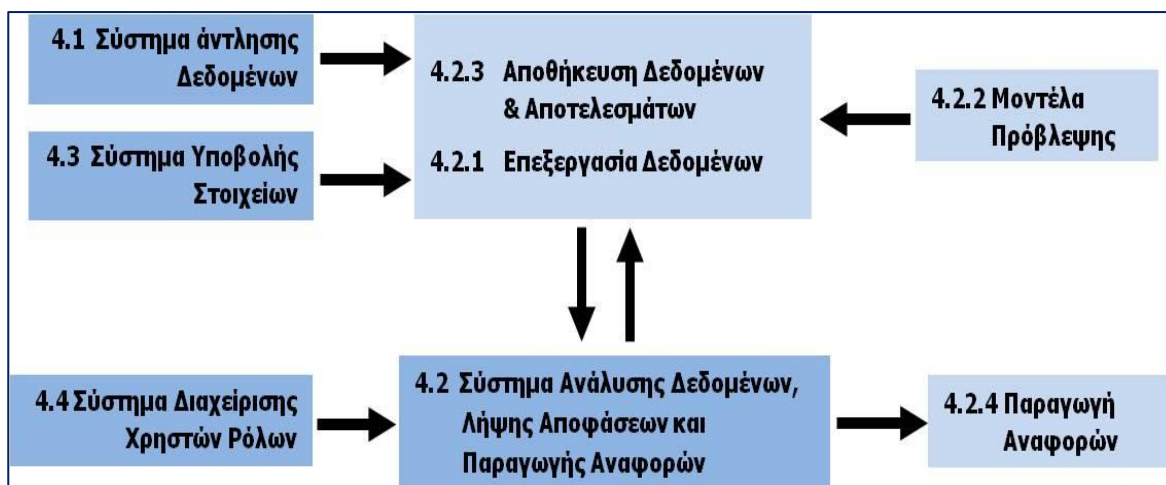 4.1 Σύστημα άντλησης
Δεδομένων
4.3 Σύστημα Υποβολής
Στοιχείων
4.2.3 Αποθήκευση Δεδομένων
& Αποτελεσμάτων
4.2.1 Επεξεργασία Δεδομένων
4.2.2 Μοντέλα
Πρόβλεψης
4.4 Σύστημα Διαχείρισης
Χρηστών Ρόλων
4.2 Σύστημα Ανάλυσης Δεδομένων,
Λήψης Αποφάσεων και
Παραγωγής Αναφορών
4.2.4 Παραγωγή
Αναφορών